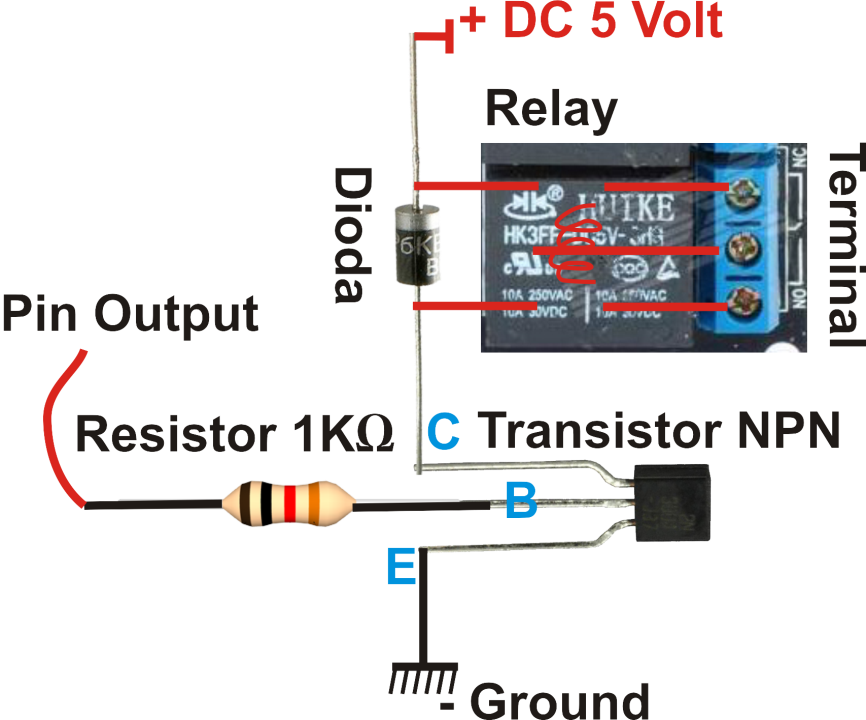 + DC 5 Volt
Relay
Terminal
NC
NO
Dioda
HK ®
HUIKE
10A 250VAC
10A 30VDC
Pin Output
Resistor 1KΩ
C
Transistor NPN
B
E
- Ground